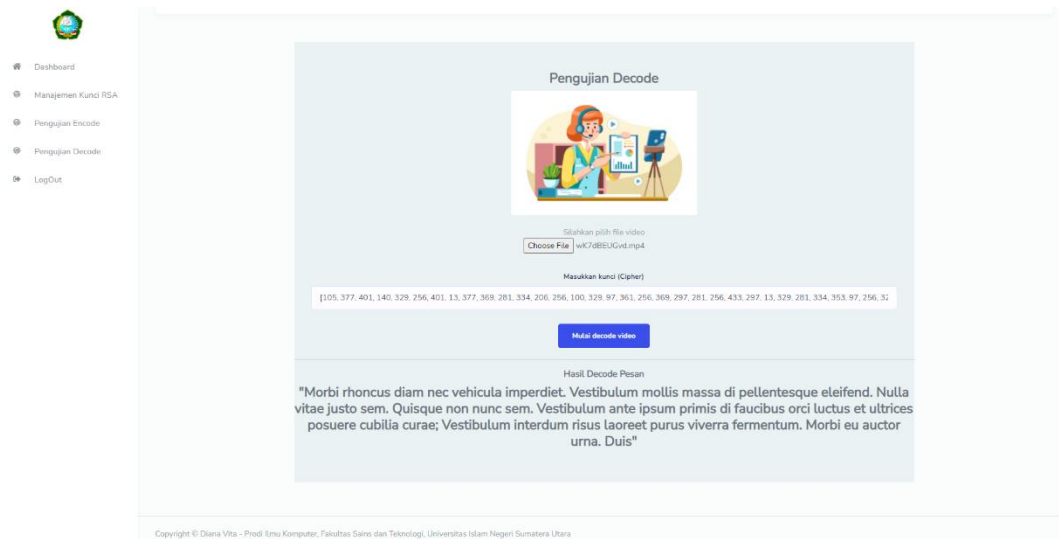 Dashboard
Manajemen Kunci RSA
Pengujian Encode
Pengujian Decode
LogOut
Pengujian Decode
Silahkan pilih file video
Choose File wK7dBEUGvd.mp4
Masukkan kunci (Cipher)
[105, 377, 401, 140, 329, 256, 401, 13, 377, 369, 281, 334, 206, 256, 100, 329, 97, 361, 256, 369, 297, 281, 256, 433, 297, 13, 329, 281, 334, 353, 97, 256, 32
Mulai decode video
Hasil Decode Pesan
"Morbi rhoncus diam nec vehicula imperdiet. Vestibulum mollis massa di pellentesque eleifend. Nulla
vitae justo sem. Quisque non nunc sem. Vestibulum ante ipsum primis di faucibus orci luctus et ultrices
posuere cubilia curae; Vestibulum interdum risus laoreet purus viverra fermentum. Morbi eu auctor
urna. Duis"
Copyright © Diana Vita - Prodi Ilmu Komputer, Fakultas Sains dan Teknologi, Universitas Islam Negeri Sumatera Utara